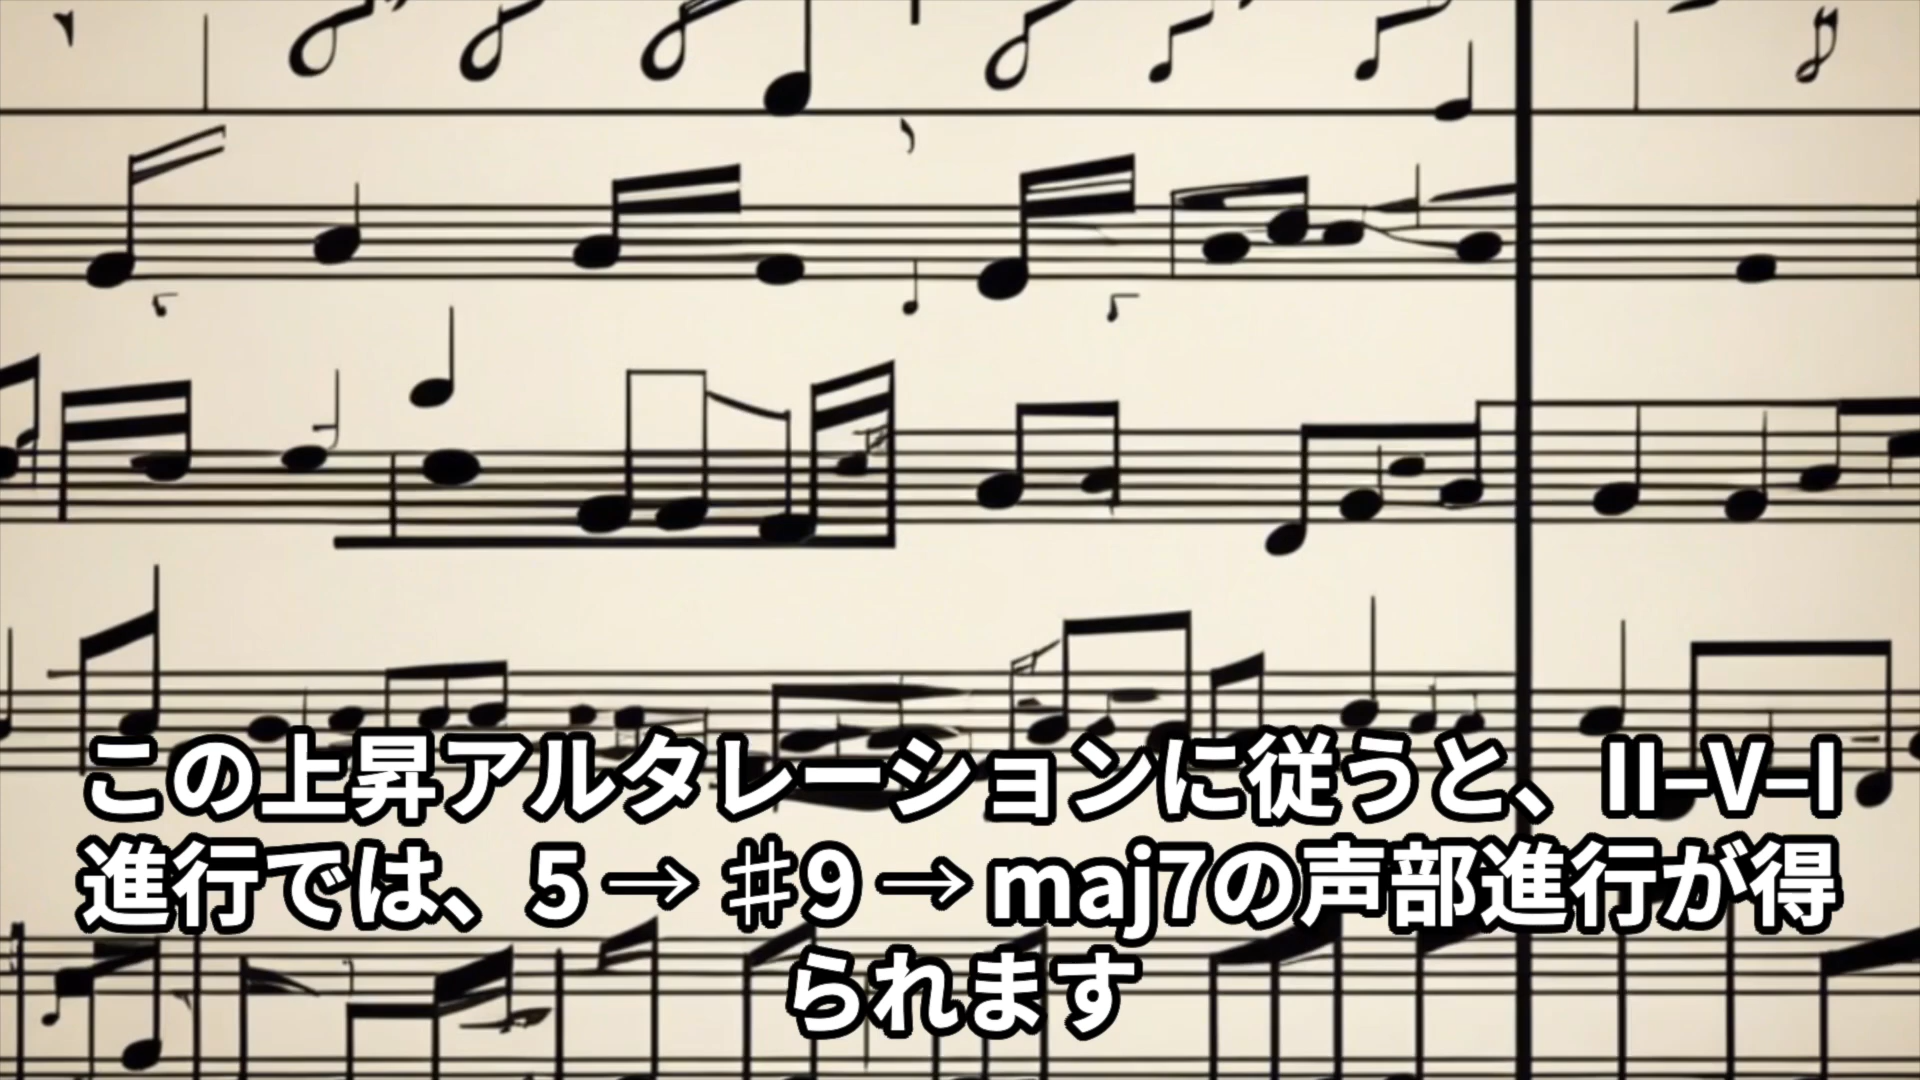 この上昇アルタレーションに従うと、II–V–I
進行では、5 → ♯9 → maj7の声部進行が得
られます